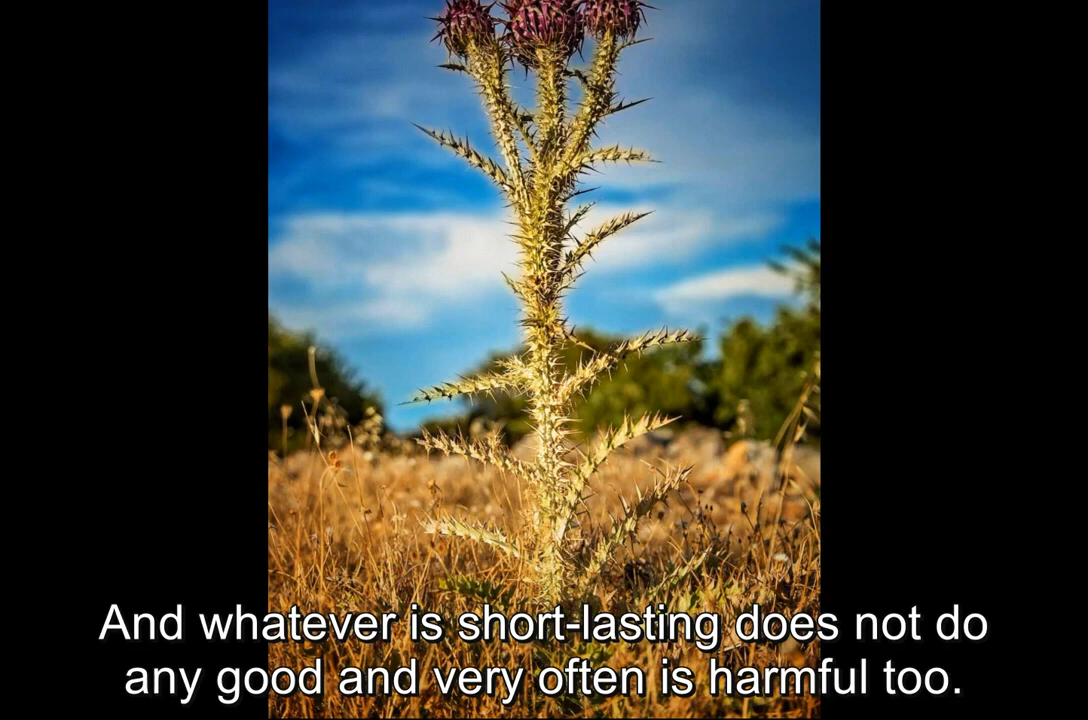 And whatever is short-lasting does not do
any good and very often is harmful too.